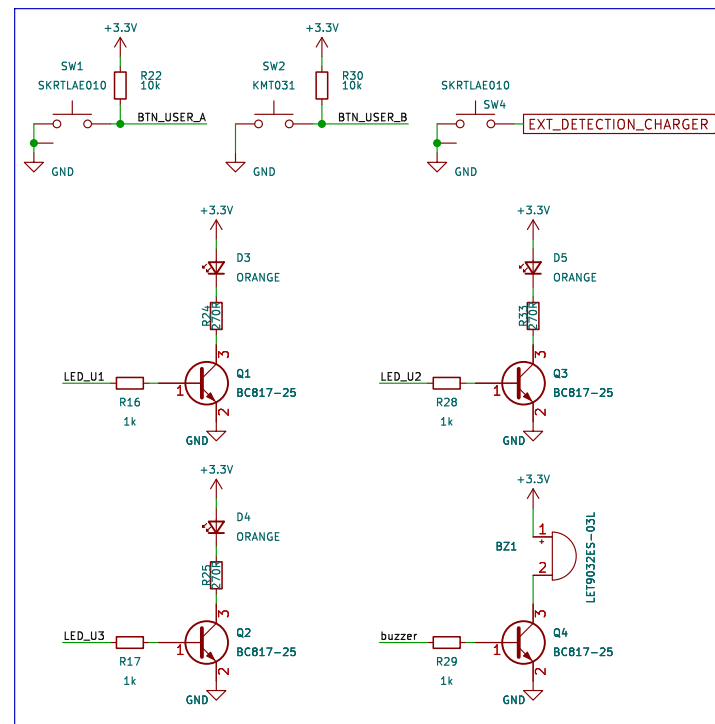 +3.3V
+3.3V
SW1
SKRTLAE010
R22
10k
BTN_USER_A
GND
SW2
KMT031
R30
10k
BTN_USER_B
GND
SKRTLAE010
SW4
EXT_DETECTION_CHARGER
GND
+3.3V
D3
ORANGE
R24
270R
3
Q1
BC817-25
LED_U1
1
R16
1k
2
GND
+3.3V
D5
ORANGE
R33
270R
3
Q3
BC817-25
LED_U2
1
R28
1k
2
GND
+3.3V
D4
ORANGE
R25
270R
3
Q2
BC817-25
LED_U3
1
R17
1k
2
GND
+3.3V
1
+
BZ1
2
LET9032ES-03L
3
Q4
BC817-25
buzzer
1
R29
1k
2
GND